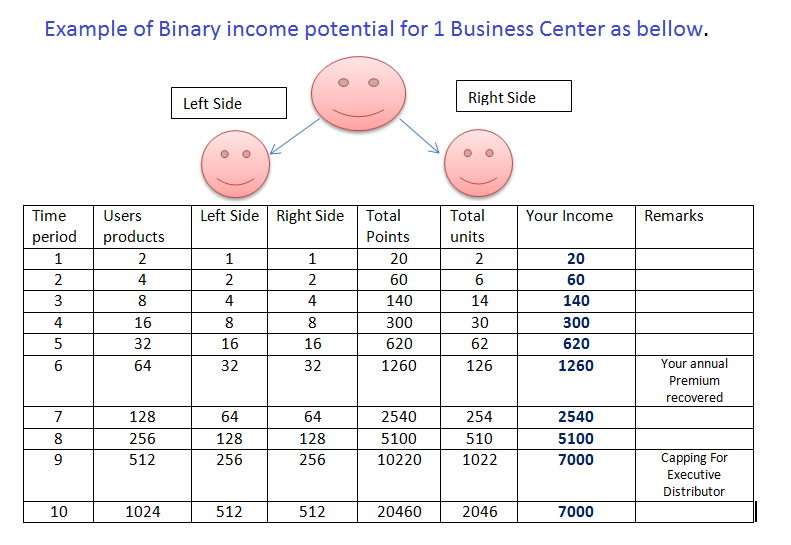 Example of Binary income potential for 1 Business Center as bellow.
Left Side
Right Side
Time period Users products Left Side Right Side Total Points Total units Your Income Remarks
1 2 1 1 20 2 20
2 4 2 2 60 6 60
3 8 4 4 140 14 140
4 16 8 8 300 30 300
5 32 16 16 620 62 620
6 64 32 32 1260 126 1260 Your annual Premium recovered
7 128 64 64 2540 254 2540
8 256 128 128 5100 510 5100
9 512 256 256 10220 1022 7000 Capping For Executive Distributor
10 1024 512 512 20460 2046 7000